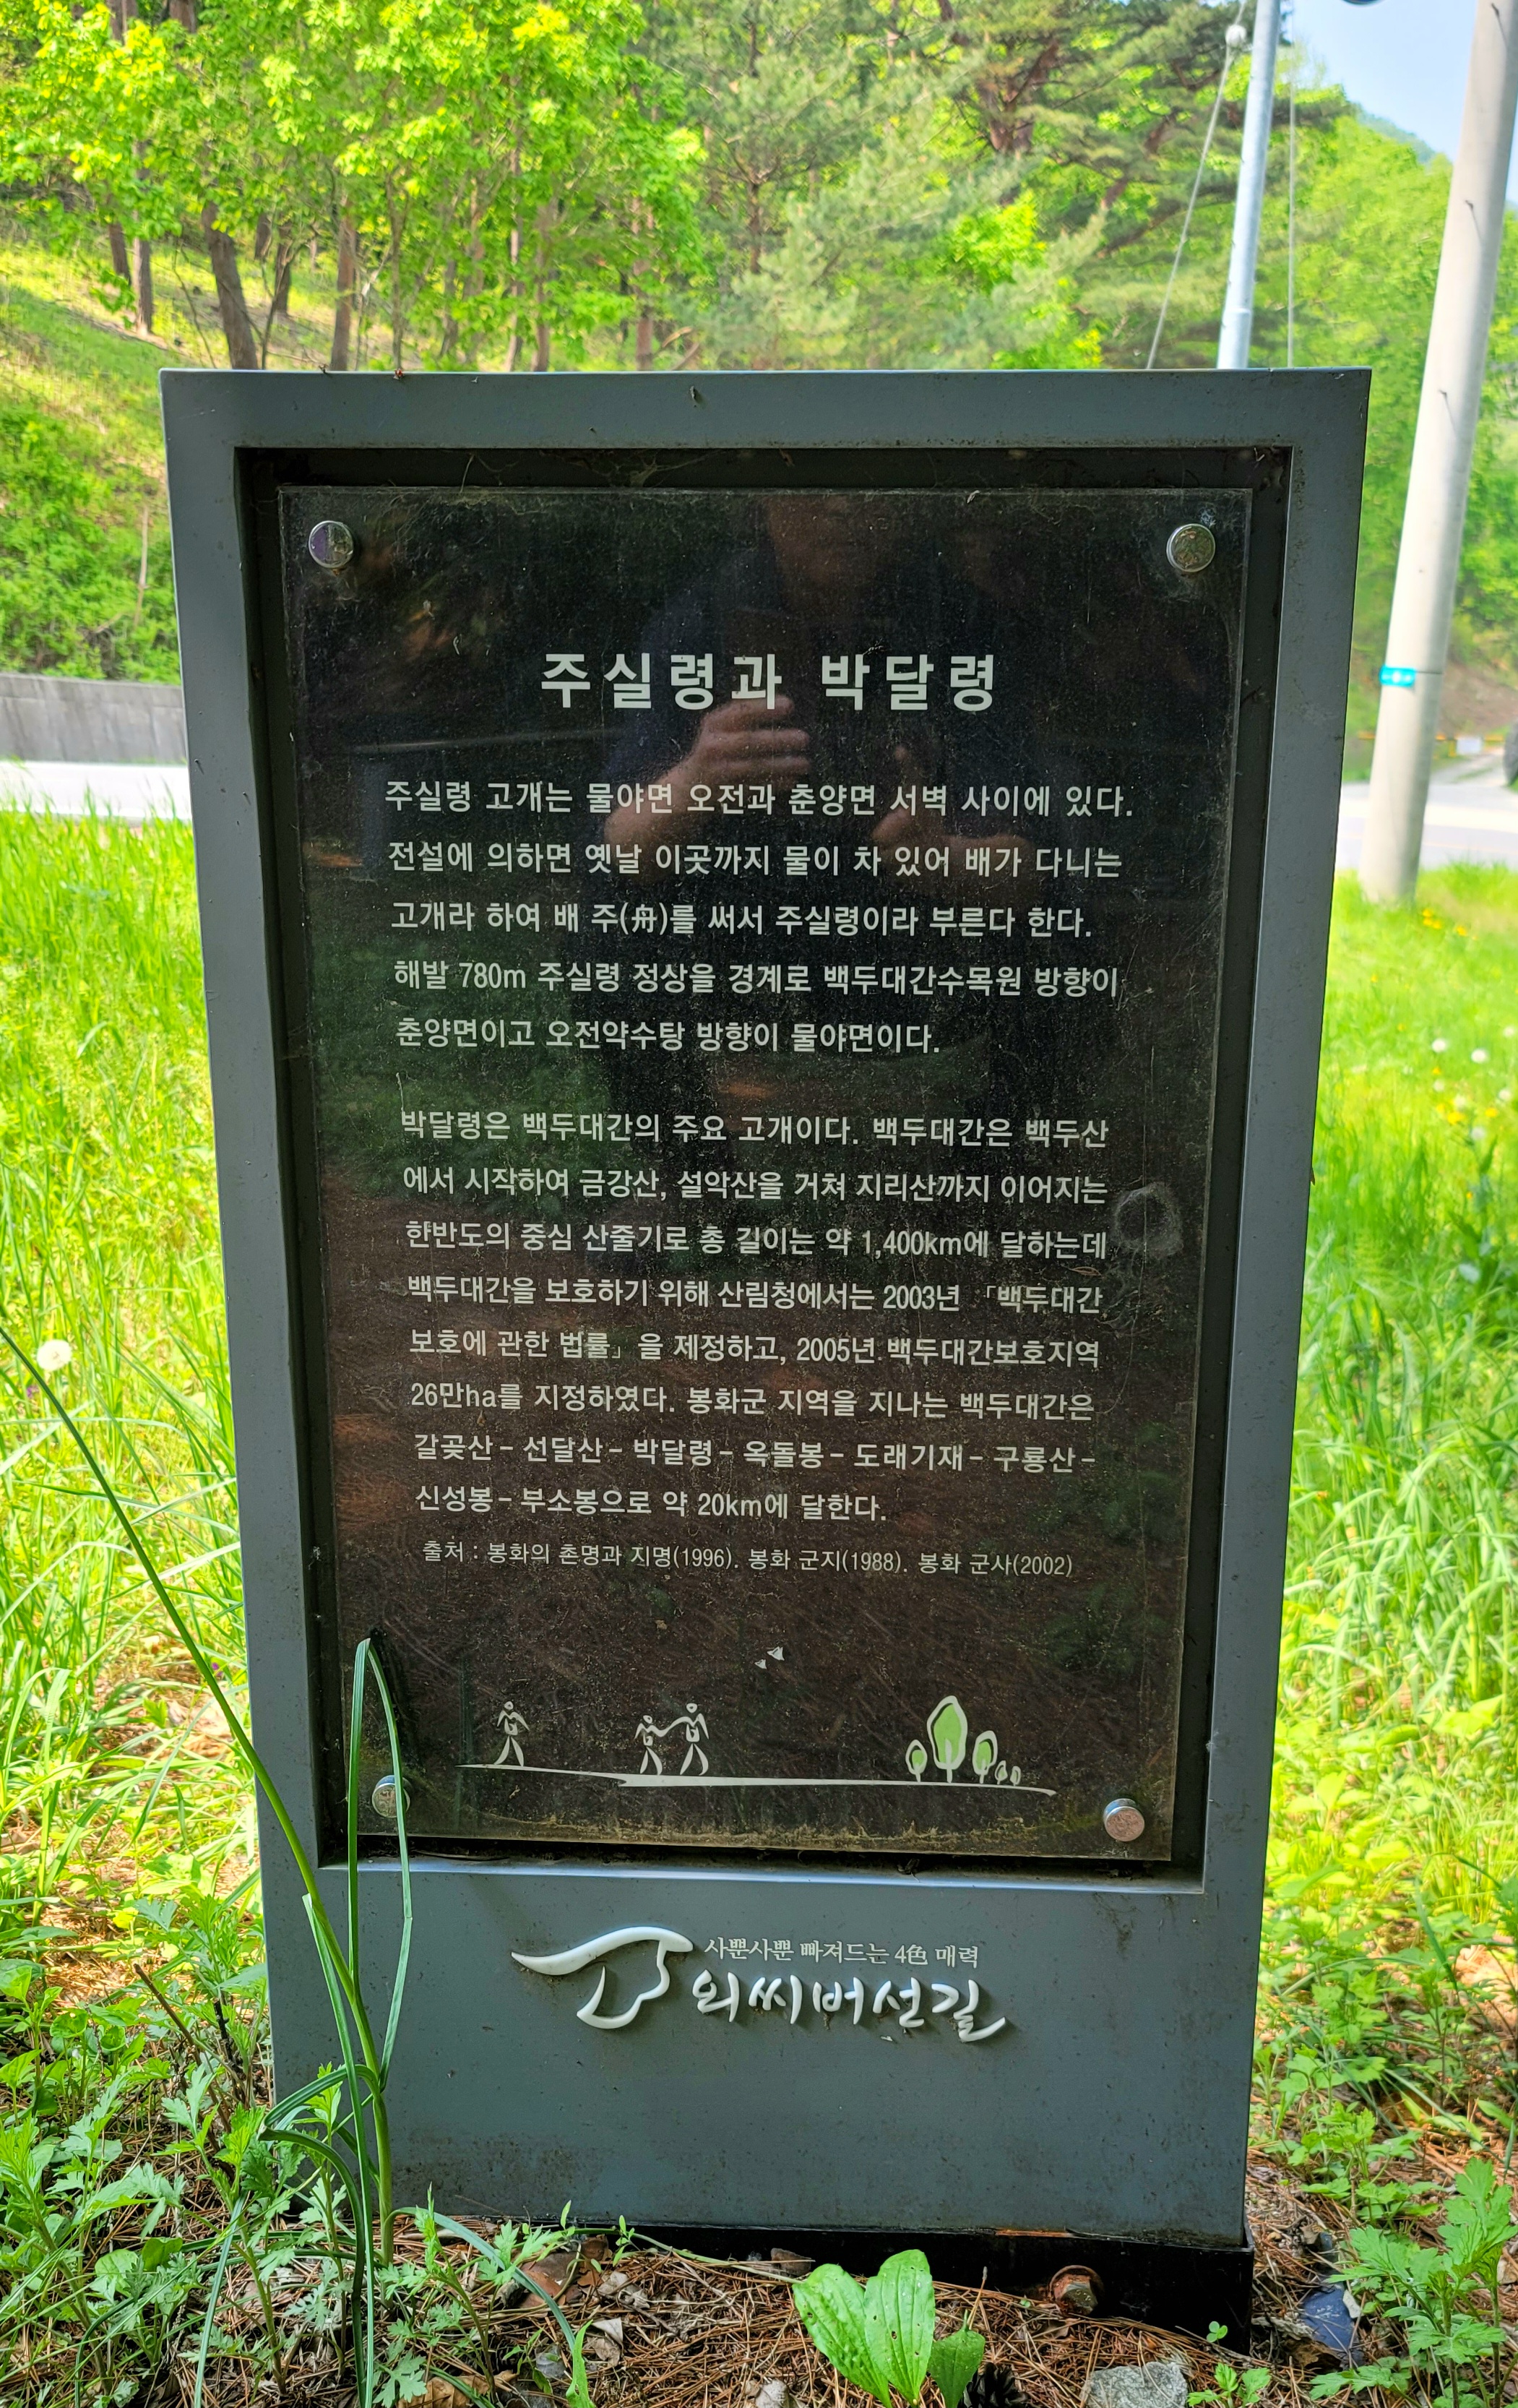 주실령과 박달령
주실령 고개는 물야면 오전과 춘양면 서벽 사이에 있다.
전설에 의하면 옛날 이곳까지 물이 차 있어 배가 다니는
고개라 하여 배 주(舟)를 써서 주실령이라 부른다 한다.
해발 780m 주실령 정상을 경계로 백두대간수목원 방향이
춘양면이고 오전약수탕 방향이 물야면이다.
박달령은 백두대간의 주요 고개이다. 백두대간은 백두산
에서 시작하여 금강산, 설악산을 거쳐 지리산까지 이어지는
한반도의 중심 산줄기로 총 길이는 약 1,400km에 달하는데
백두대간을 보호하기 위해 산림청에서는 2003년 「백두대간
보호에 관한 법률」을 제정하고, 2005년 백두대간보호지역
26만ha를 지정하였다. 봉화군 지역을 지나는 백두대간은
갈곶산 - 선달산 - 박달령 - 옥돌봉 - 도래기재 - 구룡산 -
신성봉 - 부소봉으로 약 20km에 달한다.
출처 : 봉화의 촌명과 지명(1996). 봉화 군지(1988). 봉화 군사(2002)
사뿐사뿐 빠져드는 4色 매력
외씨버선길